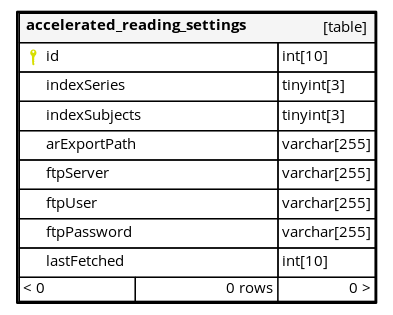 accelerated_reading_settings [table]
id int[10]
indexSeries tinyint[3]
indexSubjects tinyint[3]
arExportPath varchar[255]
ftpServer varchar[255]
ftpUser varchar[255]
ftpPassword varchar[255]
lastFetched int[10]
< 0 0 rows 0 >